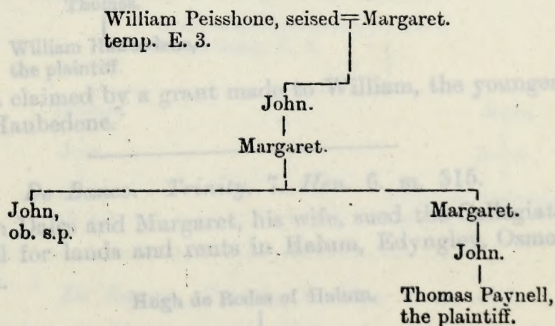 William Peisshone, seised=Margaret.
temp. E. 3.
John.
Margaret.
John,
ob. s.p.
Margaret.
John.
Thomas Paynell,
the plaintiff.